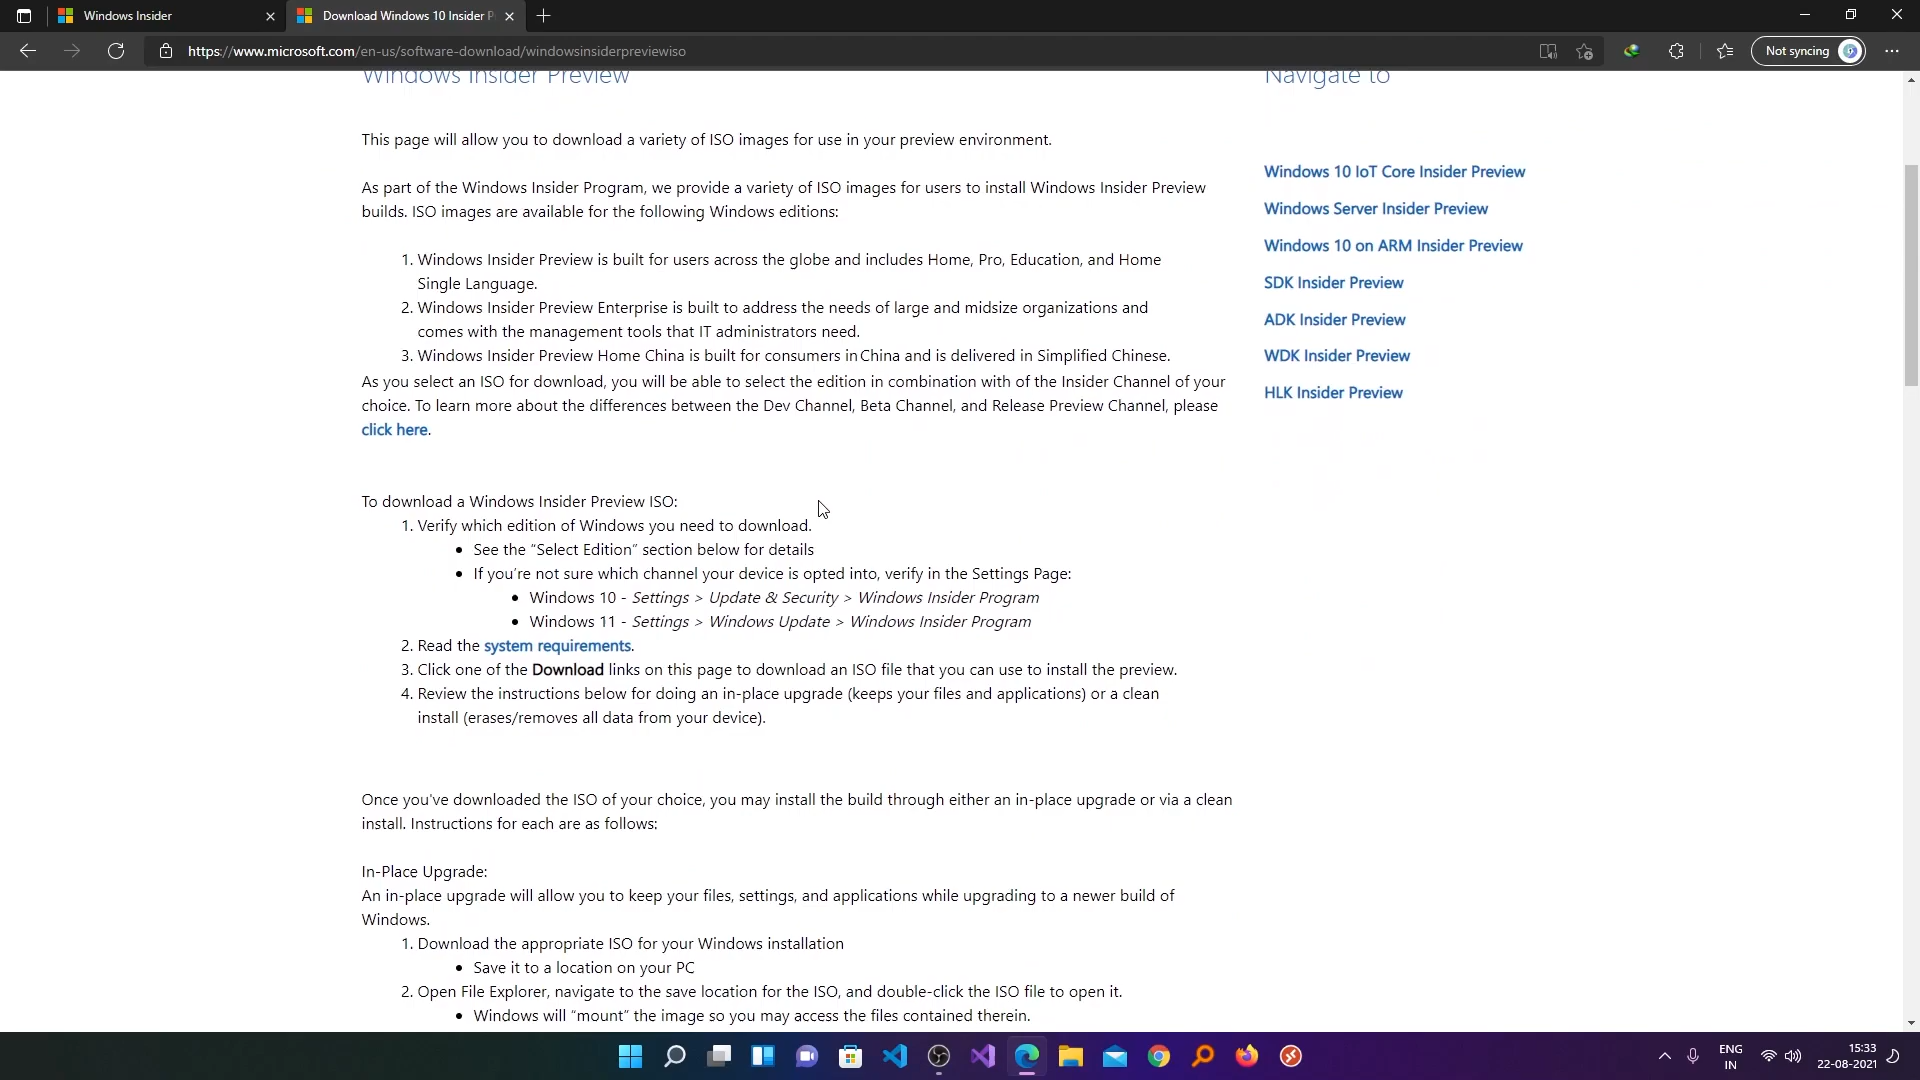 Windows Insider
Download Windows 10 Insider P
https://www.microsoft.com/en-us/software-download/windowsinsiderpreviewiso
Not syncing
Windows Insider Preview
This page will allow you to download a variety of ISO images for use in your preview environment.
As part of the Windows Insider Program, we provide a variety of ISO images for users to install Windows Insider Preview
builds. ISO images are available for the following Windows editions:
1. Windows Insider Preview is built for users across the globe and includes Home, Pro, Education, and Home
Single Language.
2. Windows Insider Preview Enterprise is built to address the needs of large and midsize organizations and
comes with the management tools that IT administrators need.
3. Windows Insider Preview Home China is built for consumers in China and is delivered in Simplified Chinese.
As you select an ISO for download, you will be able to select the edition in combination with of the Insider Channel of your
choice. To learn more about the differences between the Dev Channel, Beta Channel, and Release Preview Channel, please
click here.
To download a Windows Insider Preview ISO:
1. Verify which edition of Windows you need to download.
• See the “Select Edition” section below for details
• If you’re not sure which channel your device is opted into, verify in the Settings Page:
• Windows 10 - Settings > Update & Security > Windows Insider Program
• Windows 11 - Settings > Windows Update > Windows Insider Program
2. Read the system requirements.
3. Click one of the Download links on this page to download an ISO file that you can use to install the preview.
4. Review the instructions below for doing an in-place upgrade (keeps your files and applications) or a clean
install (erases/removes all data from your device).
Once you've downloaded the ISO of your choice, you may install the build through either an in-place upgrade or via a clean
install. Instructions for each are as follows:
In-Place Upgrade:
An in-place upgrade will allow you to keep your files, settings, and applications while upgrading to a newer build of
Windows.
1. Download the appropriate ISO for your Windows installation
• Save it to a location on your PC
2. Open File Explorer, navigate to the save location for the ISO, and double-click the ISO file to open it.
• Windows will “mount” the image so you may access the files contained therein.
Navigate to
Windows 10 IoT Core Insider Preview
Windows Server Insider Preview
Windows 10 on ARM Insider Preview
SDK Insider Preview
ADK Insider Preview
WDK Insider Preview
HLK Insider Preview
ENG
IN
15:33
22-08-2021